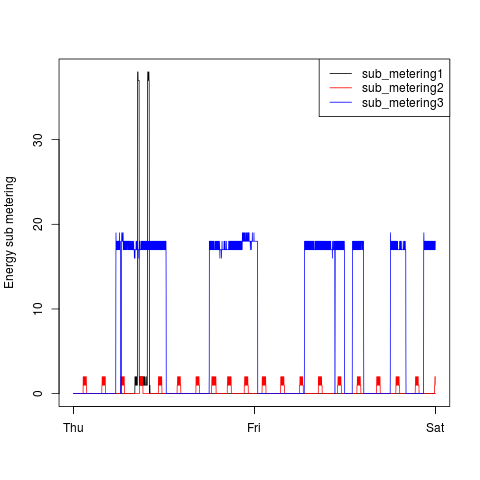 sub_metering1
sub_metering2
sub_metering3
Energy sub metering
30
20
10
0
Thu Fri Sat